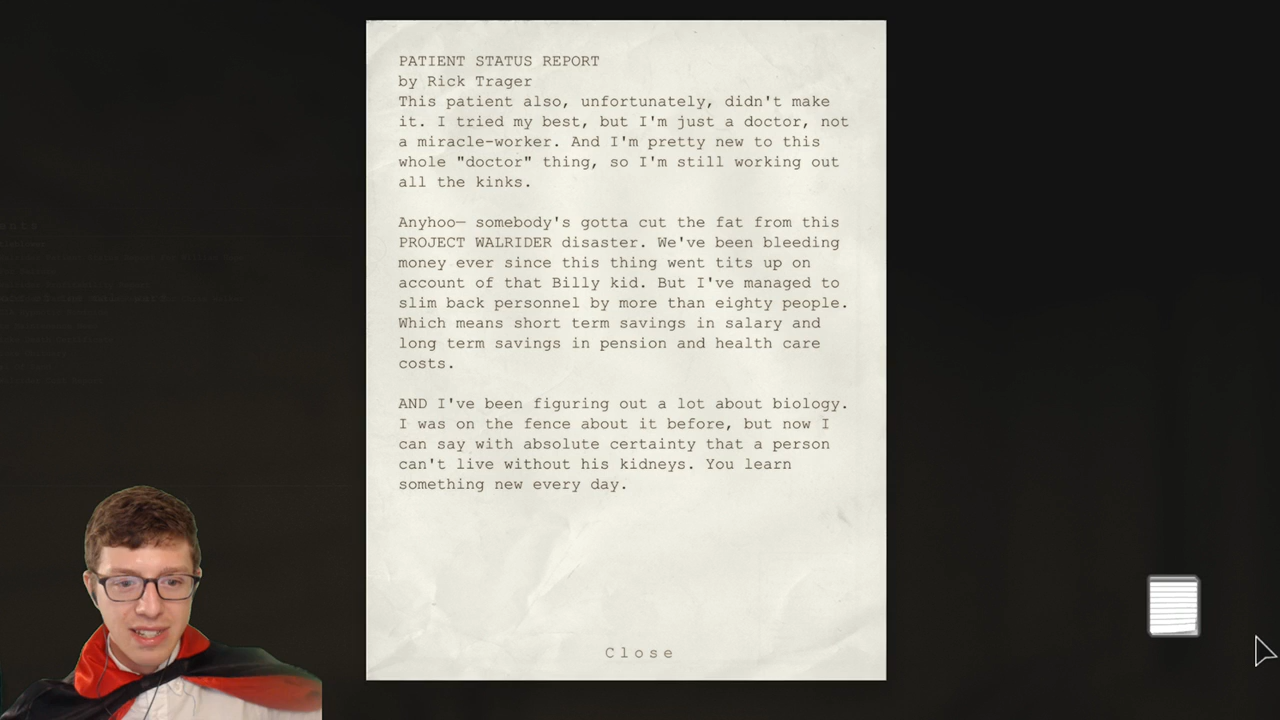 PATIENT STATUS REPORT
by Rick Trager
This patient also, unfortunately, didn't make
it. I tried my best, but I'm just a doctor, not
a miracle-worker. And I'm pretty new to this
whole "doctor" thing, so I'm still working out
all the kinks.
Anyhoo— somebody's gotta cut the fat from this
PROJECT WALRIDER disaster. We've been bleeding
money ever since this thing went tits up on
account of that Billy kid. But I've managed to
slim back personnel by more than eighty people.
Which means short term savings in salary and
long term savings in pension and health care
costs.
AND I've been figuring out a lot about biology.
I was on the fence about it before, but now I
can say with absolute certainty that a person
can't live without his kidneys. You learn
something new every day.
Close